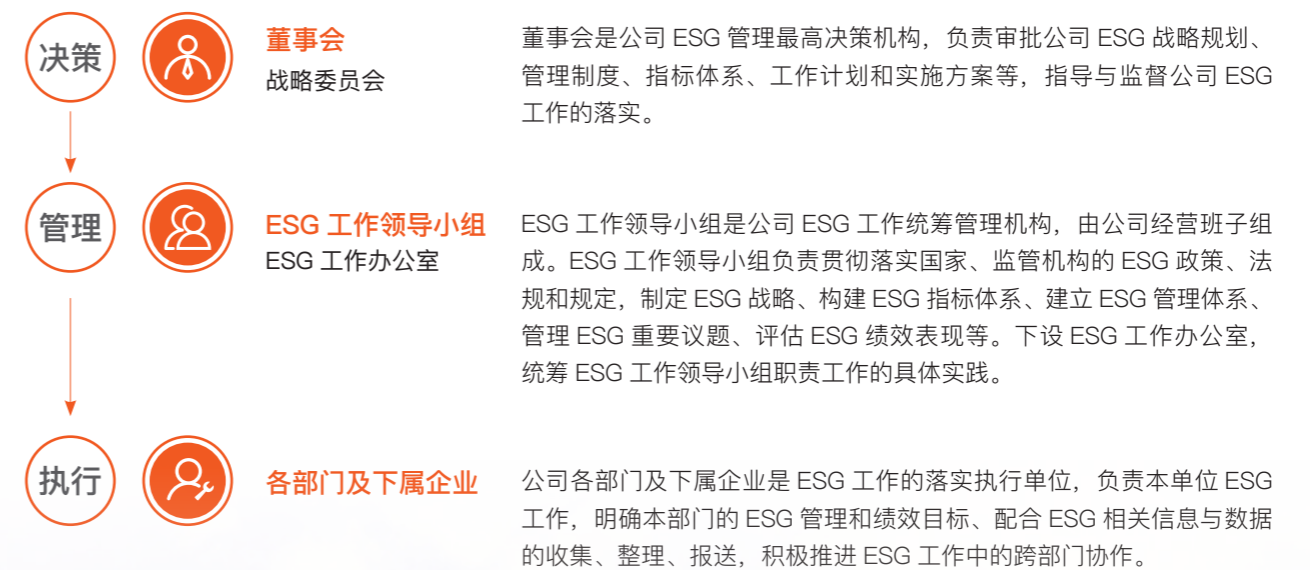 决策
董事会
战略委员会
董事会是公司 ESG 管理最高决策机构，负责审批公司 ESG 战略规划、
管理制度、指标体系、工作计划和实施方案等，指导与监督公司 ESG
工作的落实。
管理
ESG 工作领导小组
ESG 工作办公室
ESG 工作领导小组是公司 ESG 工作统筹管理机构，由公司经营班子组
成。ESG 工作领导小组负责贯彻落实国家、监管机构的 ESG 政策、法
规和规定，制定 ESG 战略、构建 ESG 指标体系、建立 ESG 管理体系、
管理 ESG 重要议题、评估 ESG 绩效表现等。下设 ESG 工作办公室，
统筹 ESG 工作领导小组职责工作的具体实践。
执行
各部门及下属企业
公司各部门及下属企业是 ESG 工作的落实执行单位，负责本单位 ESG
工作，明确本部门的 ESG 管理和绩效目标、配合 ESG 相关信息与数据
的收集、整理、报送，积极推进 ESG 工作中的跨部门协作。